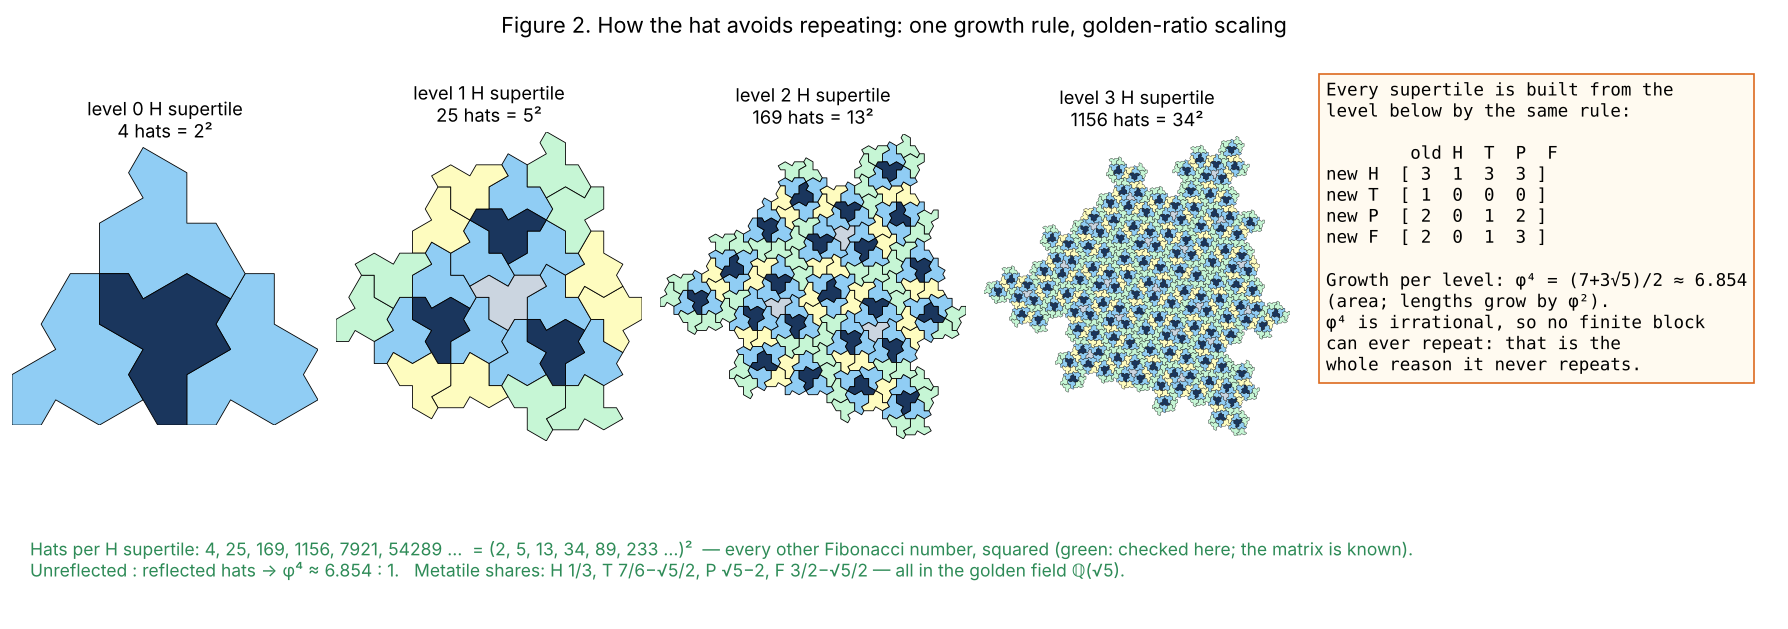 Figure 2. How the hat avoids repeating: one growth rule, golden-ratio scaling
level 0 H supertile
4 hats = 2²
level 1 H supertile
25 hats = 5²
level 2 H supertile
169 hats = 13²
level 3 H supertile
1156 hats = 34²
Every supertile is built from the
level below by the same rule:
old H  T  P  F
new H  [ 3  1  3  3 ]
new T  [ 1  0  0  0 ]
new P  [ 2  0  1  2 ]
new F  [ 2  0  1  3 ]
Growth per level: φ⁴ = (7+3√5)/2 ≈ 6.854
(area; lengths grow by φ²).
φ⁴ is irrational, so no finite block
can ever repeat: that is the
whole reason it never repeats.
Hats per H supertile: 4, 25, 169, 1156, 7921, 54289 ...  = (2, 5, 13, 34, 89, 233 ...)²  — every other Fibonacci number, squared (green: checked here; the matrix is known).
Unreflected : reflected hats → φ⁴ ≈ 6.854 : 1.   Metatile shares: H 1/3, T 7/6−√5/2, P √5−2, F 3/2−√5/2 — all in the golden field ℚ(√5).